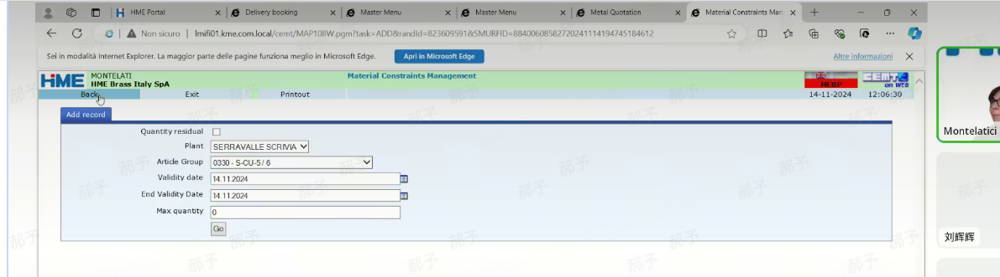 HME Portal
Delivery booking
Master Menu
Master Menu
Metal Quotation
Material Constraints Man
Non sicuro | lmifi01.kme.com.local/cemt/MAP108W.pgm?task=ADD&randId=823609591&SMURFID=88400608582720241114194745184612
Sei in modalità Internet Explorer. La maggior parte delle pagine funziona meglio in Microsoft Edge.
Apri in Microsoft Edge
Altre informazioni
HME
MONTELATI
HME Brass Italy SpA
Material Constraints Management
HEBP
CEMT
on WEB
Back
Exit
Printout
14-11-2024 12:06:30
Add record
Quantity residual
Plant SERRAVALLE SCRIVIA
Article Group 0330 - S-CU-5 / 6
Validity date 14.11.2024
End Validity Date 14.11.2024
Max quantity 0
Go
Montelatici
刘辉辉
郝予